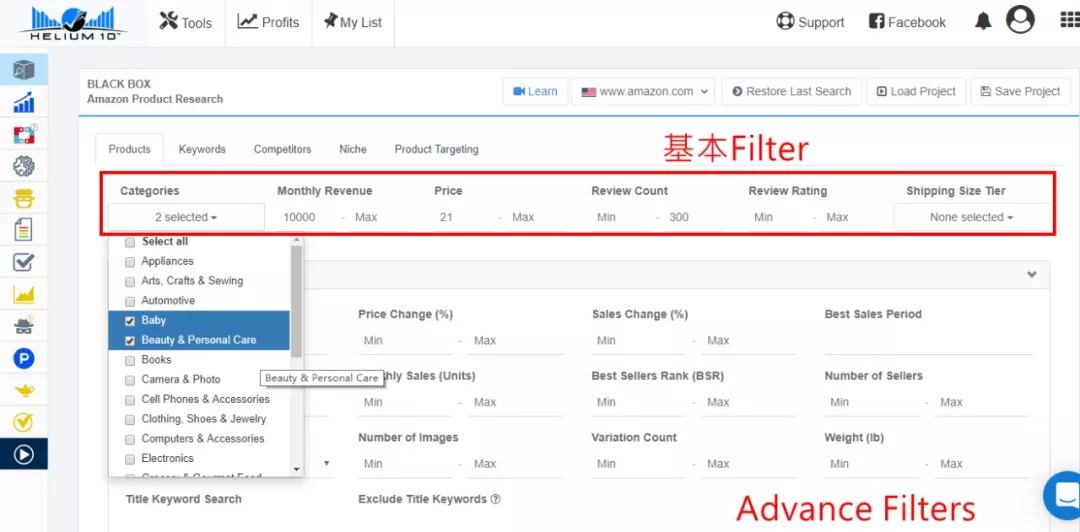 HELIUM 10
Tools
Profits
My List
Support
Facebook
BLACK BOX
Amazon Product Research
Learn
www.amazon.com
Restore Last Search
Load Project
Save Project
Products
Keywords
Competitors
Niche
Product Targeting
基本Filter
Categories
Monthly Revenue
Price
Review Count
Review Rating
Shipping Size Tier
2 selected
10000 - Max
21 - Max
Min - 300
Min - Max
None selected
Select all
Appliances
Arts, Crafts & Sewing
Automotive
Baby
Beauty & Personal Care
Books
Camera & Photo
Cell Phones & Accessories
Clothing, Shoes & Jewelry
Computers & Accessories
Electronics
Beauty & Personal Care
Price Change (%)
Sales Change (%)
Best Sales Period
Min - Max
Min - Max
Sales (Units)
Best Sellers Rank (BSR)
Number of Sellers
Min - Max
Min - Max
Min - Max
Number of Images
Variation Count
Weight (lb)
Min - Max
Min - Max
Min - Max
Title Keyword Search
Exclude Title Keywords
Advance Filters